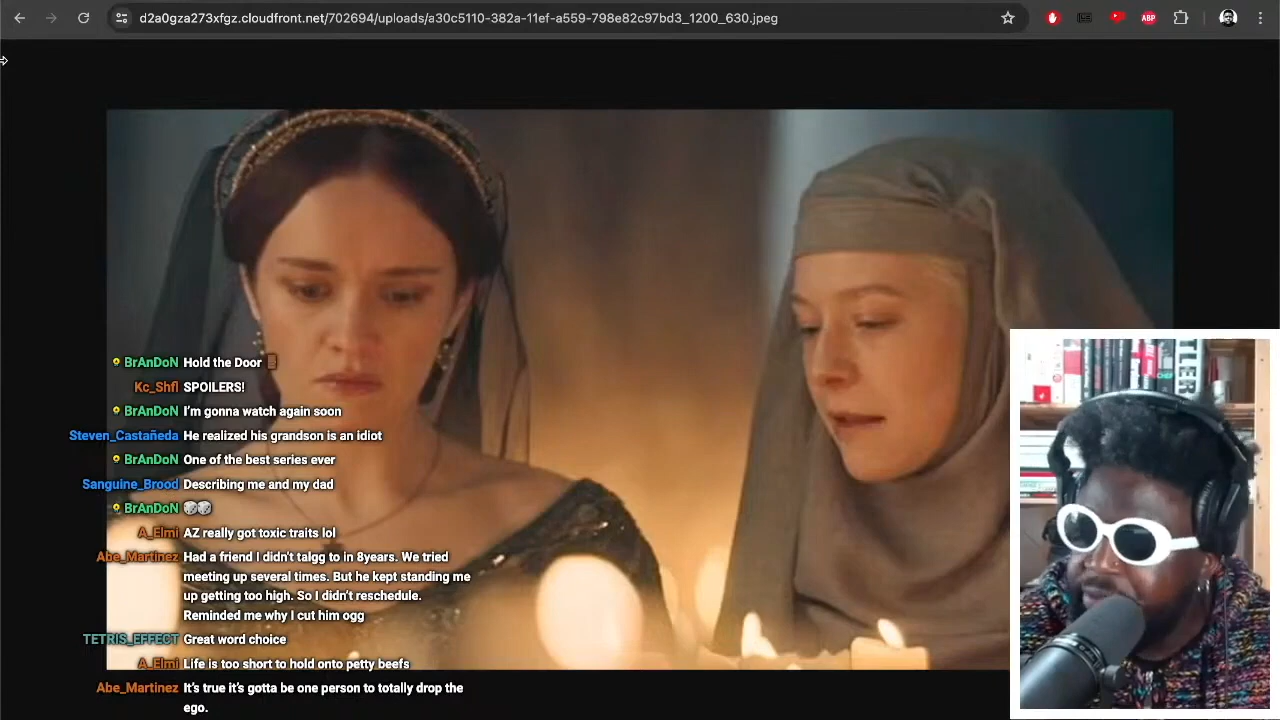 d2a0gza273xfgz.cloudfront.net/702694/uploads/a30c5110-382a-11ef-a559-798e82c87bd3_1200_630.jpeg
ABP
BrAnDoN Hold the Door
Kc_Shfl SPOILERS!
BrAnDoN I'm gonna watch again soon
Steven_Castañeda He realized his grandson is an idiot
BrAnDoN One of the best series ever
Sanguine_Brood Describing me and my dad
BrAnDoN
A_Elmi AZ really got toxic traits lol
Abe_Martinez Had a friend I didn't talgg to in 8years. We tried
meeting up several times. But he kept standing me
up getting too high. So I didn't reschedule.
Reminded me why I cut him ogg
TETRIS_EFFECT Great word choice
A_Elmi Life is too short to hold onto petty beefs
Abe_Martinez It's true it's gotta be one person to totally drop the
ego.